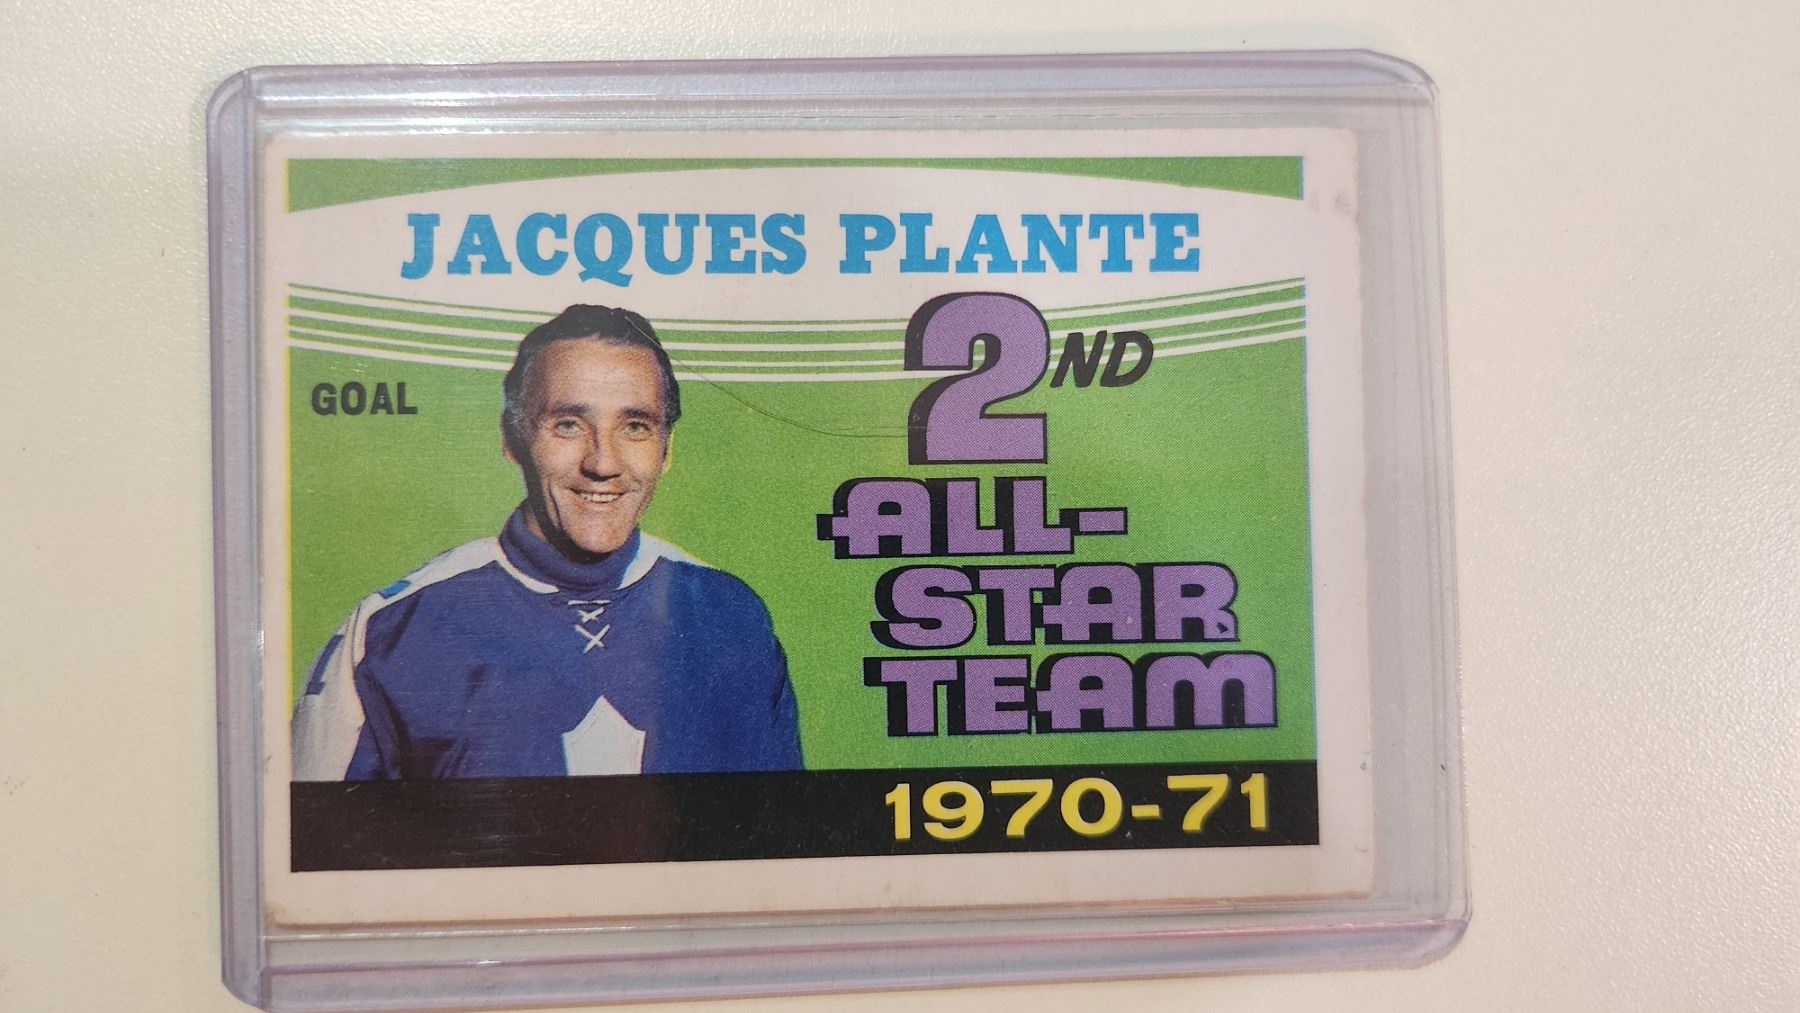 JACQUES PLANTE
GOAL
2ND
ALL-
STAR
TEAM
1970-71